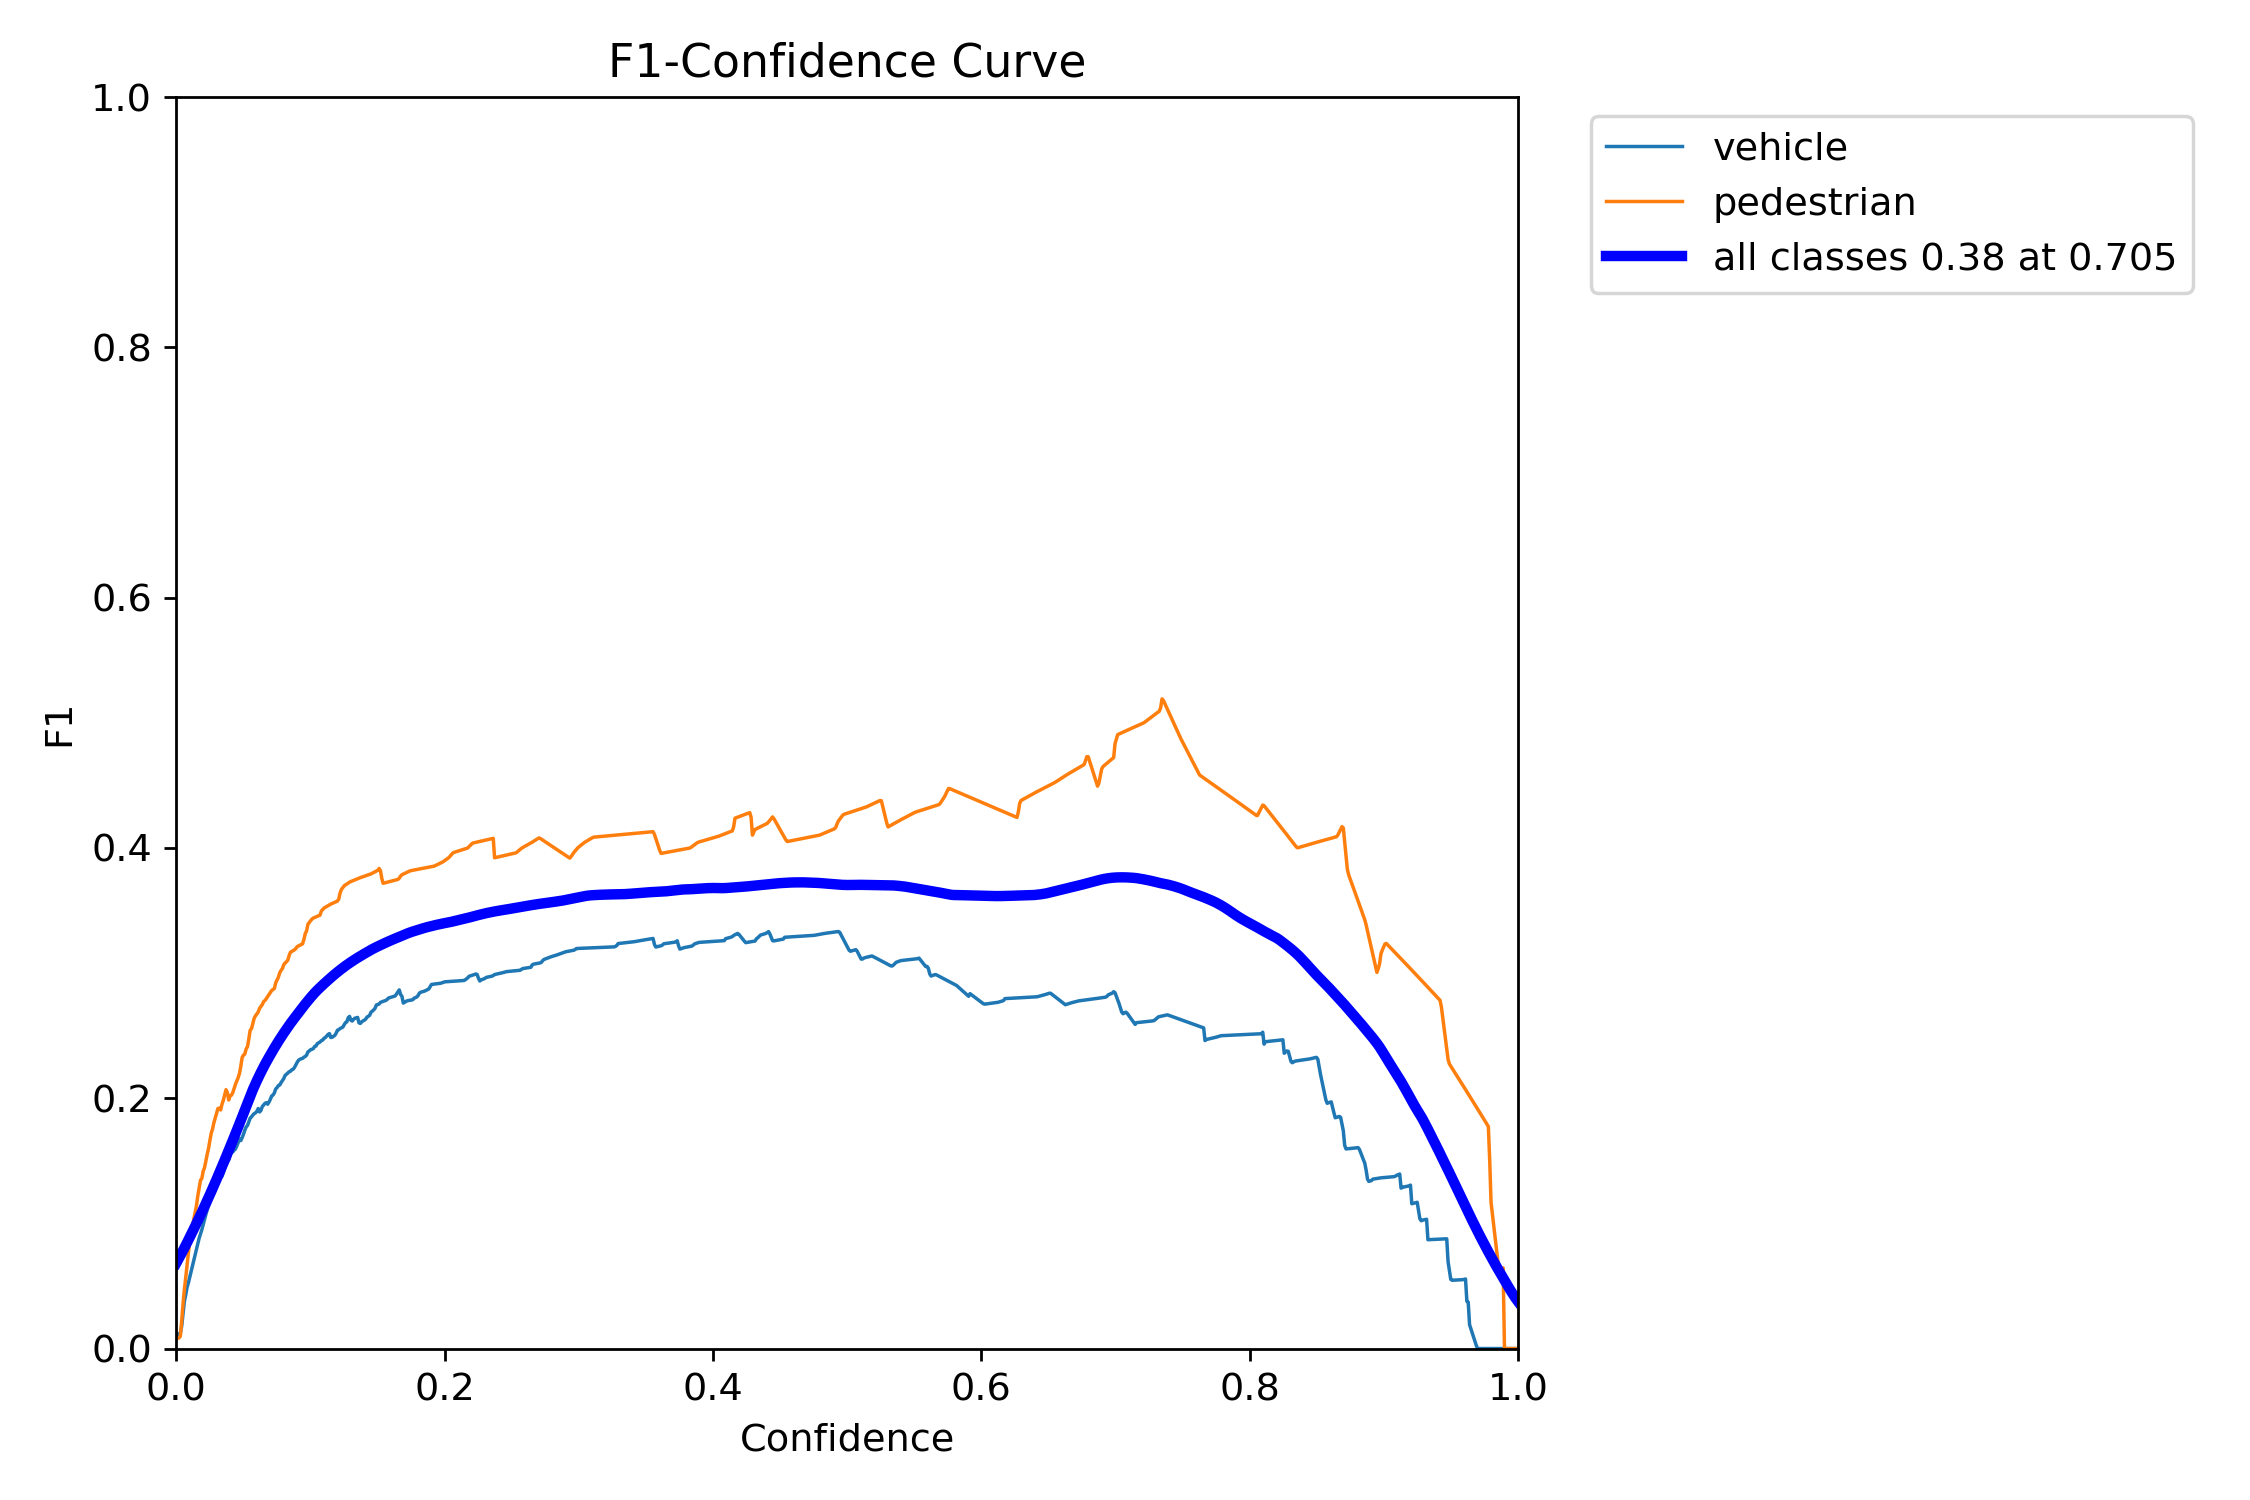 F1-Confidence Curve
1.0
0.8
0.6
0.4
0.2
0.0
F1
0.0 0.2 0.4 0.6 0.8 1.0
Confidence
vehicle
pedestrian
all classes 0.38 at 0.705